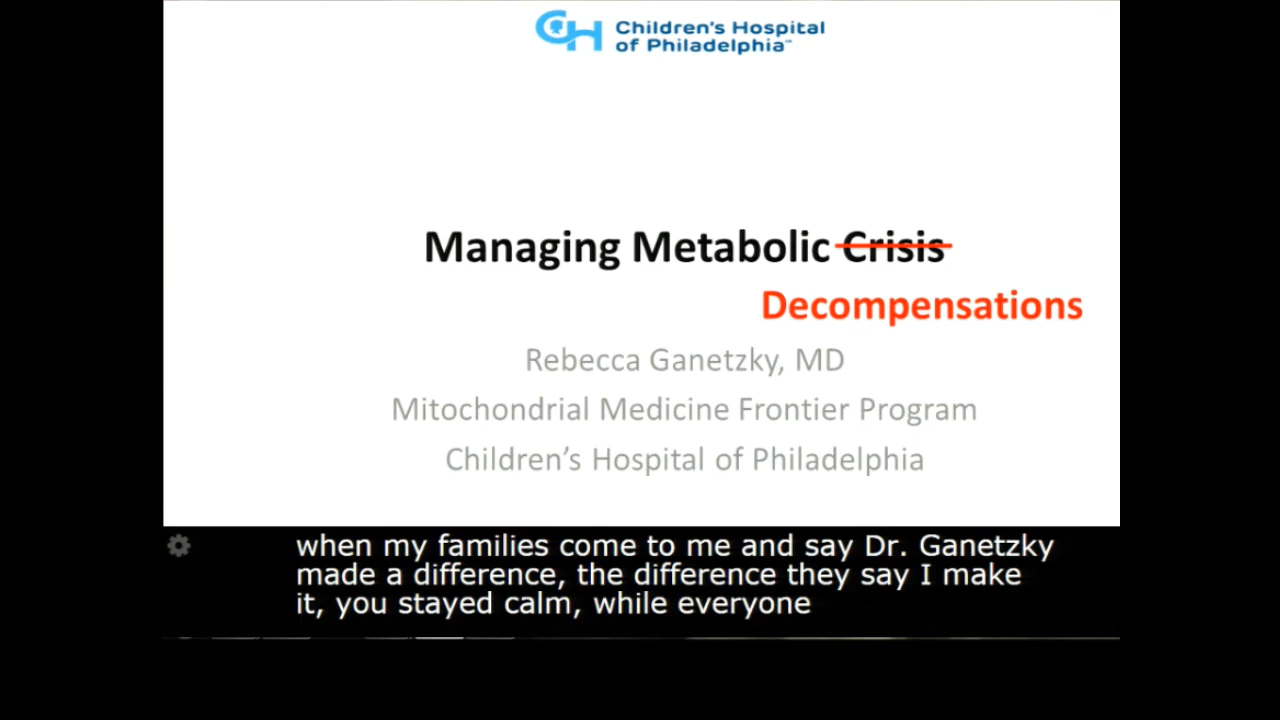 CH Children's Hospital
of Philadelphia™
Managing Metabolic Crisis
Decompensations
Rebecca Ganetzky, MD
Mitochondrial Medicine Frontier Program
Children’s Hospital of Philadelphia
when my families come to me and say Dr. Ganetzky
made a difference, the difference they say I make
it, you stayed calm, while everyone